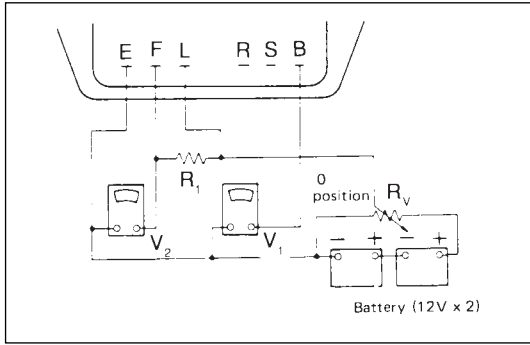 E F L R S B
R1
0
position
RV
V2
V1
− + − +
Battery (12V x 2)